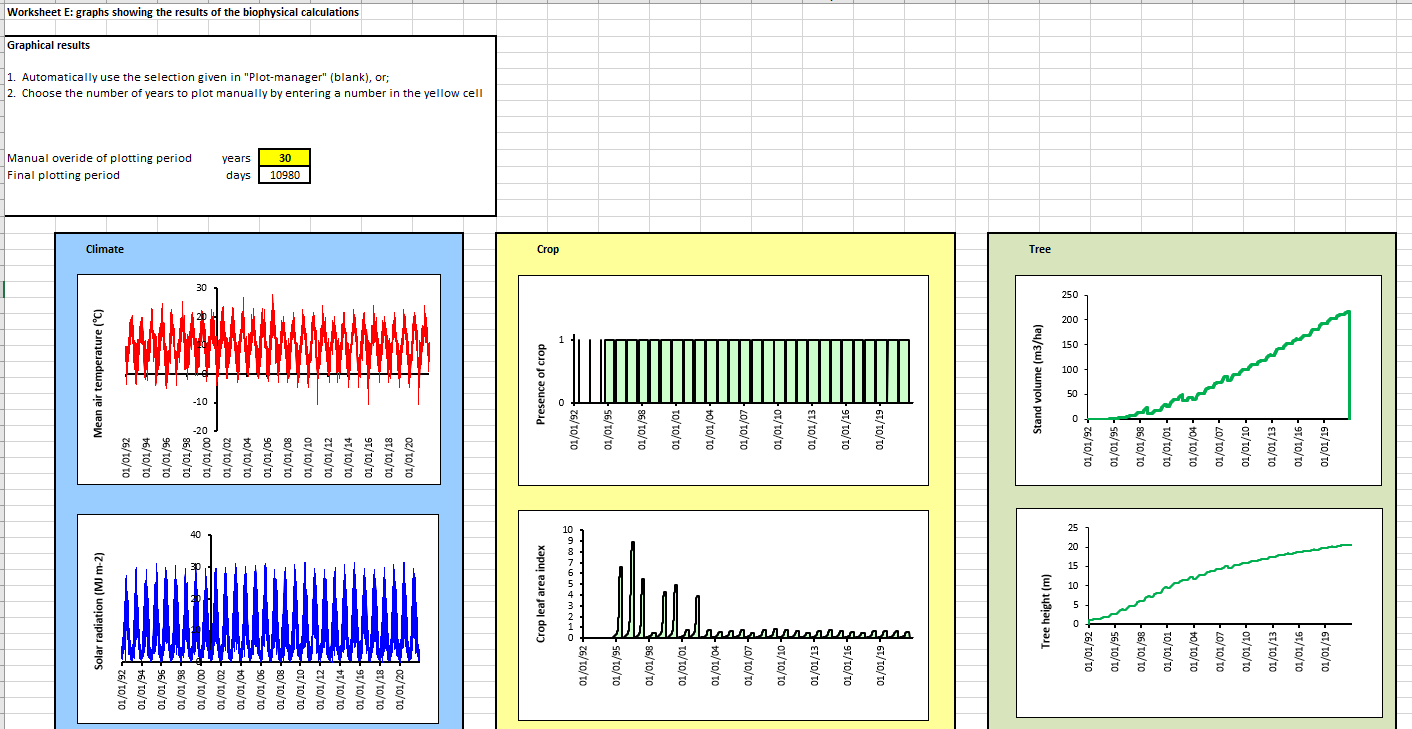 Worksheet E: graphs showing the results of the biophysical calculations
Graphical results
1. Automatically use the selection given in "Plot-manager" (blank), or;
2. Choose the number of years to plot manually by entering a number in the yellow cell
Manual overide of plotting period years 30
Final plotting period days 10980
Climate
Mean air temperature (°C)
30
20
10
0
-10
-20
01/01/92 01/01/94 01/01/96 01/01/98 01/01/00 01/01/02 01/01/04 01/01/06 01/01/08 01/01/10 01/01/12 01/01/14 01/01/16 01/01/18 01/01/20
Solar radiation (MJ m-2)
40
30
20
10
0
01/01/92 01/01/94 01/01/96 01/01/98 01/01/00 01/01/02 01/01/04 01/01/06 01/01/08 01/01/10 01/01/12 01/01/14 01/01/16 01/01/18 01/01/20
Crop
Presence of crop
1
0
01/01/92 01/01/95 01/01/98 01/01/01 01/01/04 01/01/07 01/01/10 01/01/13 01/01/16 01/01/19
Crop leaf area index
10
9
8
7
6
5
4
3
2
1
0
01/01/92 01/01/95 01/01/98 01/01/01 01/01/04 01/01/07 01/01/10 01/01/13 01/01/16 01/01/19
Tree
Stand volume (m3/ha)
250
200
150
100
50
0
01/01/92 01/01/95 01/01/98 01/01/01 01/01/04 01/01/07 01/01/10 01/01/13 01/01/16 01/01/19
Tree height (m)
25
20
15
10
5
0
01/01/92 01/01/95 01/01/98 01/01/01 01/01/04 01/01/07 01/01/10 01/01/13 01/01/16 01/01/19